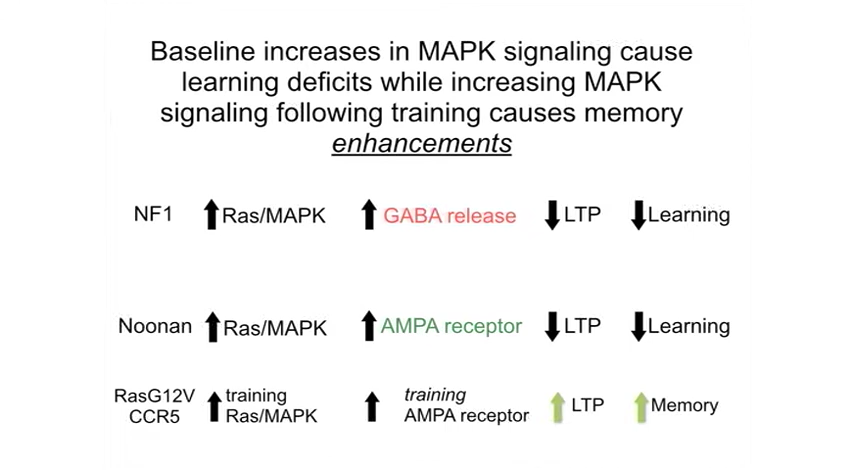 Baseline increases in MAPK signaling cause
learning deficits while increasing MAPK
signaling following training causes memory
enhancements
NF1 Ras/MAPK GABA release LTP Learning
Noonan Ras/MAPK AMPA receptor LTP Learning
RasG12V training training
CCR5 Ras/MAPK AMPA receptor LTP Memory